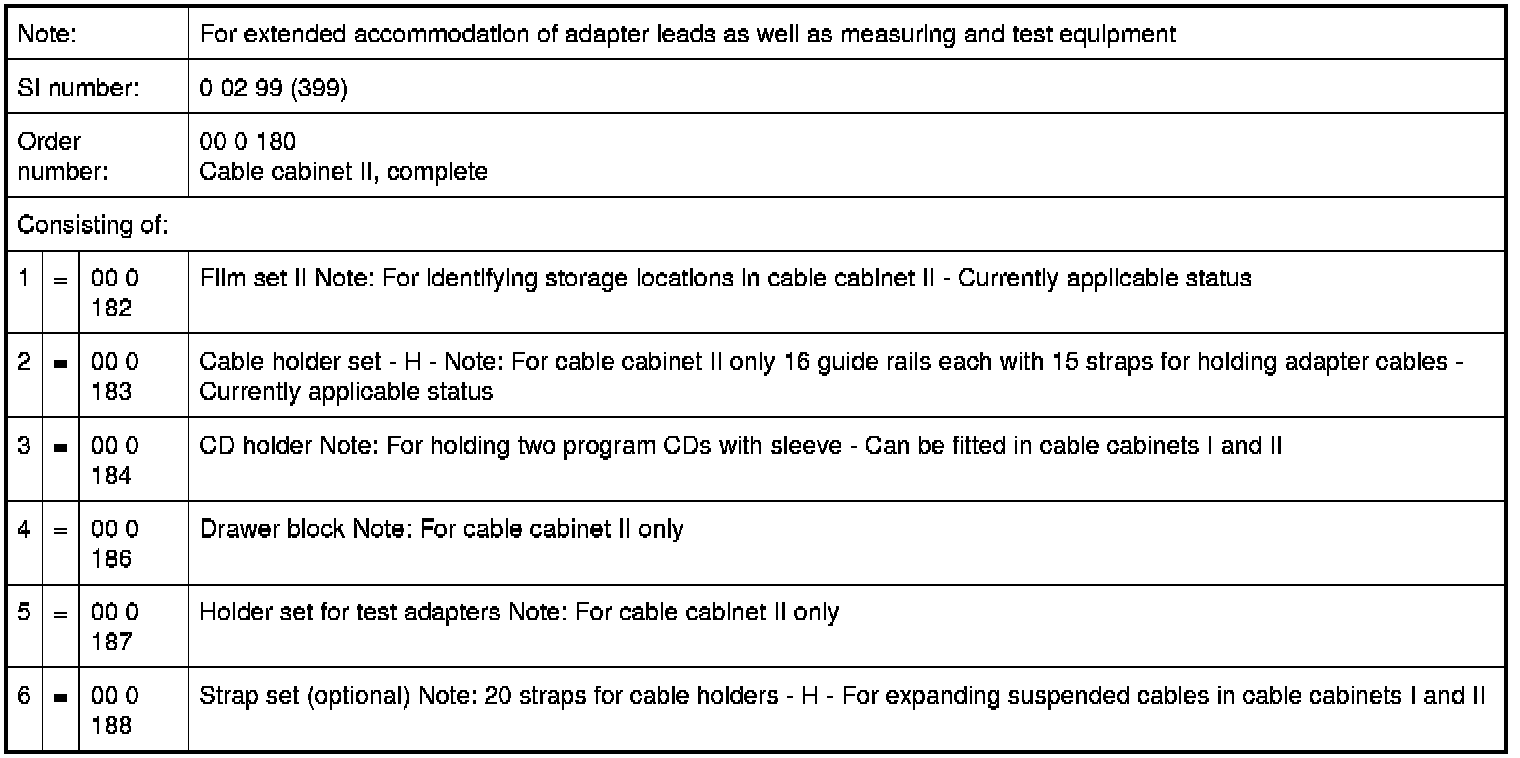 Note: For extended accommodation of adapter leads as well as measuring and test equipment
SI number: 0 02 99 (399)
Order 00 0 180
number: Cable cabinet II, complete
Consisting of:
1 = 00 0 Film set II Note: For identifying storage locations in cable cabinet II - Currently applicable status
182
2 = 00 0 Cable holder set - H - Note: For cable cabinet II only 16 guide rails each with 15 straps for holding adapter cables -
183 Currently applicable status
3 = 00 0 CD holder Note: For holding two program CDs with sleeve - Can be fitted in cable cabinets I and II
184
4 = 00 0 Drawer block Note: For cable cabinet II only
186
5 = 00 0 Holder set for test adapters Note: For cable cabinet II only
187
6 = 00 0 Strap set (optional) Note: 20 straps for cable holders - H - For expanding suspended cables in cable cabinets I and II
188